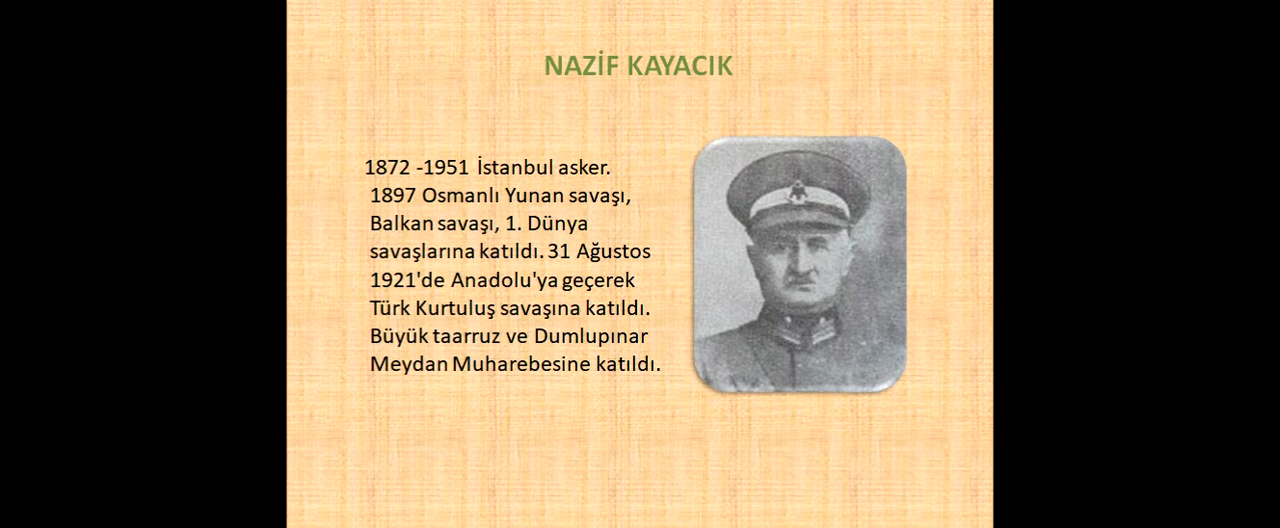 NAZİF KAYACIK
1872 -1951 İstanbul asker.
1897 Osmanlı Yunan savaşı,
Balkan savaşı, 1. Dünya
savaşlarına katıldı. 31 Ağustos
1921'de Anadolu'ya geçerek
Türk Kurtuluş savaşına katıldı.
Büyük taarruz ve Dumlupınar
Meydan Muharebesine katıldı.